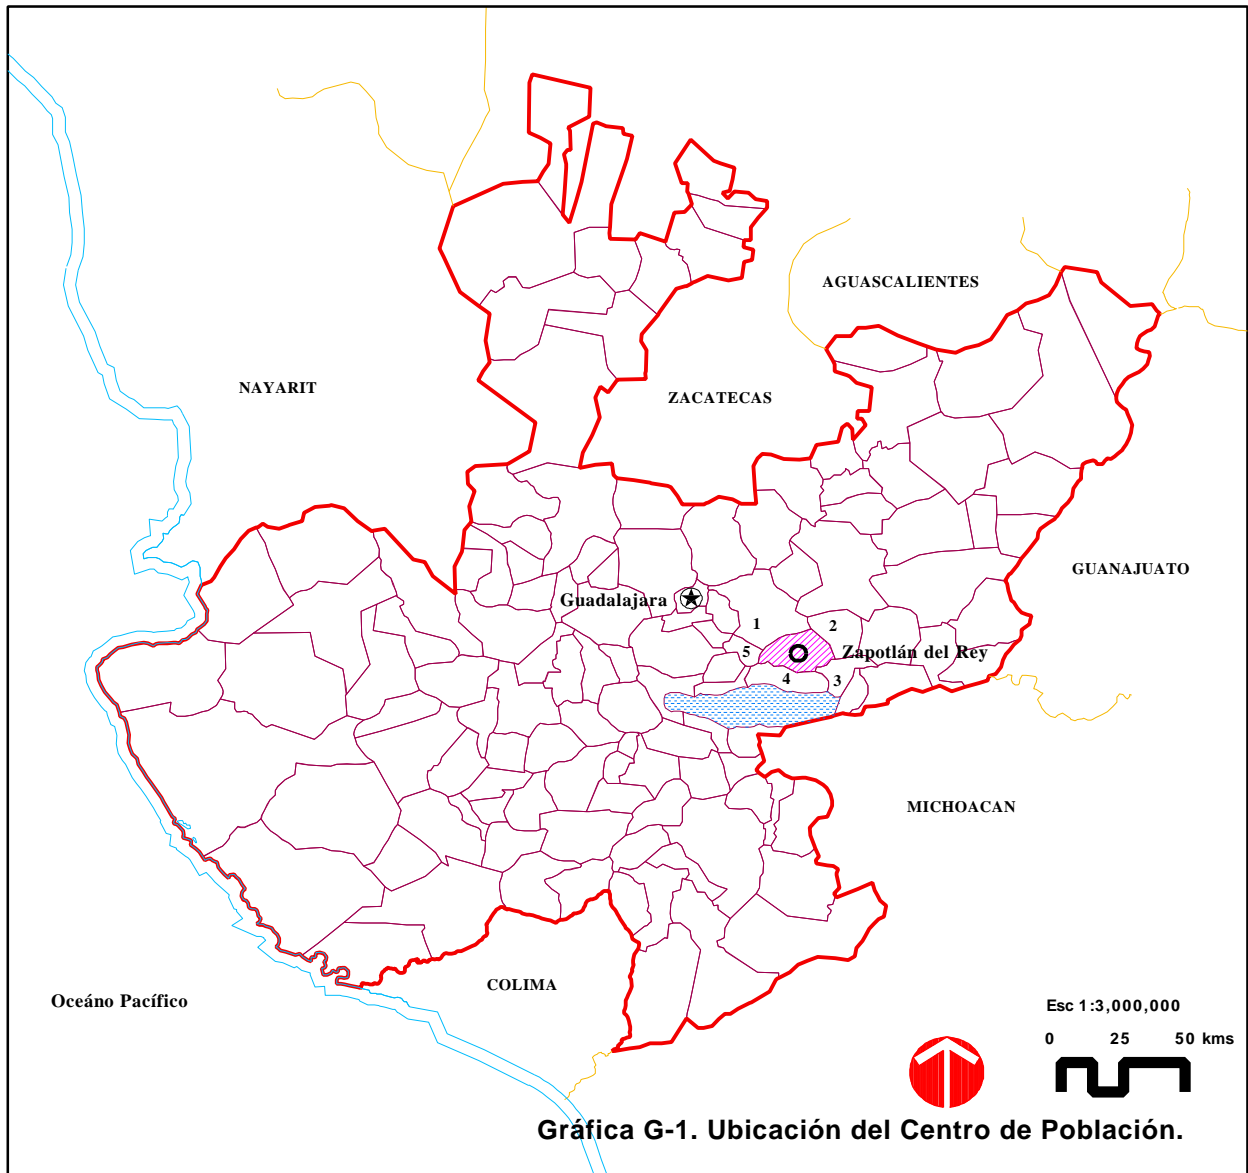 AGUASCALIENTES
NAYARIT
ZACATECAS
GUANAJUATO
Guadalajara
1
2
5
Zapotlán del Rey
4
3
MICHOACAN
COLIMA
Oceáno Pacífico
Esc 1:3,000,000
0 25 50 kms
Gráfica G-1. Ubicación del Centro de Población.